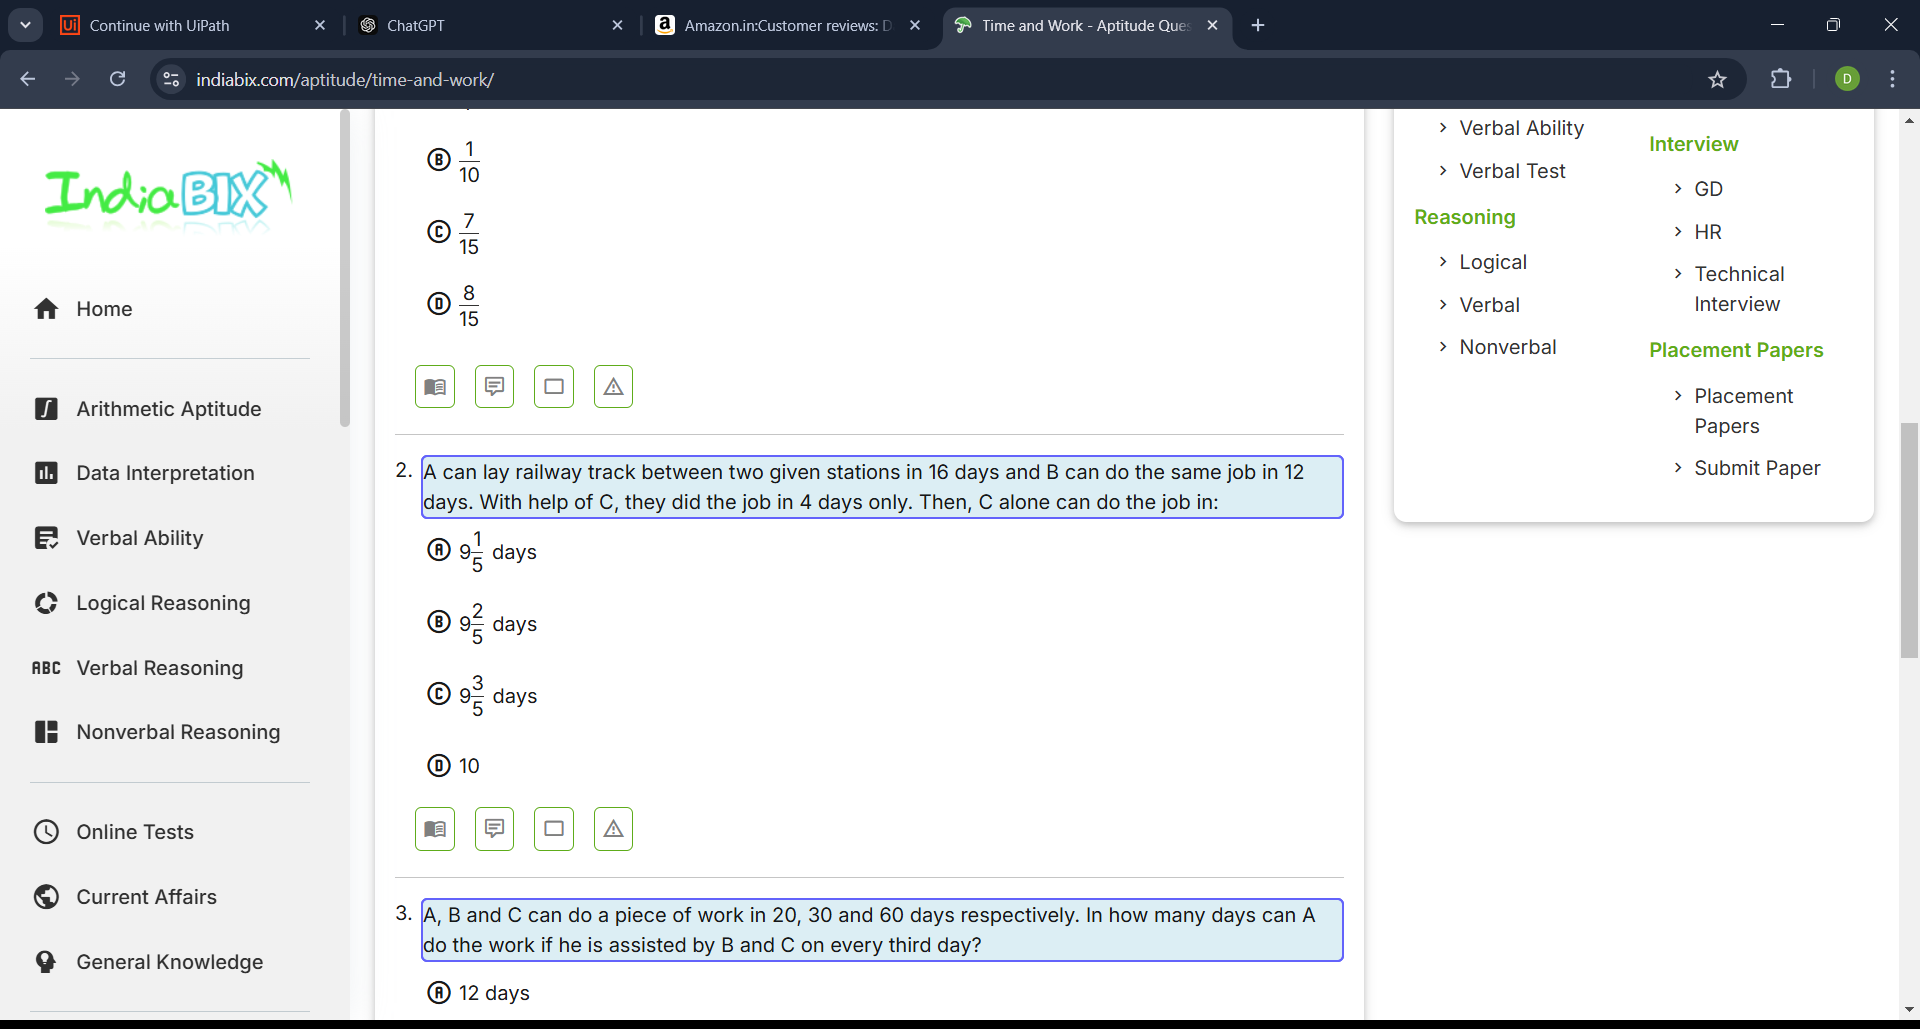 Continue with UiPath
ChatGPT
Amazon.in:Customer reviews: D
Time and Work - Aptitude Ques
indiabix.com/aptitude/time-and-work/
D
IndiaBIX
Home
Arithmetic Aptitude
Data Interpretation
Verbal Ability
Logical Reasoning
ABC Verbal Reasoning
Nonverbal Reasoning
Online Tests
Current Affairs
General Knowledge
B 1/10
C 7/15
D 8/15
2. A can lay railway track between two given stations in 16 days and B can do the same job in 12
days. With help of C, they did the job in 4 days only. Then, C alone can do the job in:
A 9 1/5 days
B 9 2/5 days
C 9 3/5 days
D 10
3. A, B and C can do a piece of work in 20, 30 and 60 days respectively. In how many days can A
do the work if he is assisted by B and C on every third day?
A 12 days
Verbal Ability
Verbal Test
Reasoning
Logical
Verbal
Nonverbal
Interview
GD
HR
Technical
Interview
Placement Papers
Placement
Papers
Submit Paper